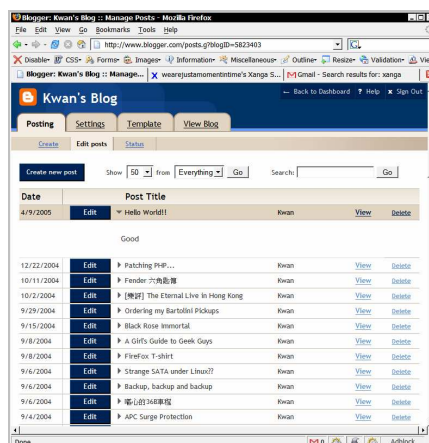 Blogger: Kwan's Blog :: Manage Posts - Mozilla Firefox
File Edit View Go Bookmarks Tools Help
http://www.blogger.com/posts.g?blogID=5823403
Disable▾ CSS▾ Forms▾ Images▾ Information▾ Miscellaneous▾ Outline▾ Resize▾ Validation▾
Blogger: Kwan's Blog :: Manage... wearejustamomentintime's Xanga S... Gmail - Search results for: xanga
Kwan's Blog
← Back to Dashboard ? Help x Sign Out
Posting Settings Template View Blog
Create Edit posts Status
Create new post Show 50 from Everything Go Search: Go
Date Post Title
4/9/2005 Edit ▼ Hello World!! Kwan View Delete
Good
12/22/2004 Edit ▶ Patching PHP... Kwan View Delete
10/11/2004 Edit ▶ Fender 六角匙 Kwan View Delete
10/2/2004 Edit ▶ [樂評] The Eternal Live in Hong Kong Kwan View Delete
9/29/2004 Edit ▶ Ordering my Bartolini Pickups Kwan View Delete
9/15/2004 Edit ▶ Black Rose Immortal Kwan View Delete
9/8/2004 Edit ▶ A Girl's Guide to Geek Guys Kwan View Delete
9/8/2004 Edit ▶ FireFox T-shirt Kwan View Delete
9/6/2004 Edit ▶ Strange SATA under Linux?? Kwan View Delete
9/6/2004 Edit ▶ Backup, backup and backup Kwan View Delete
9/6/2004 Edit ▶ 嘔心的36B車程 Kwan View Delete
9/4/2004 Edit ▶ APC Surge Protection Kwan View Delete
Done Adblock